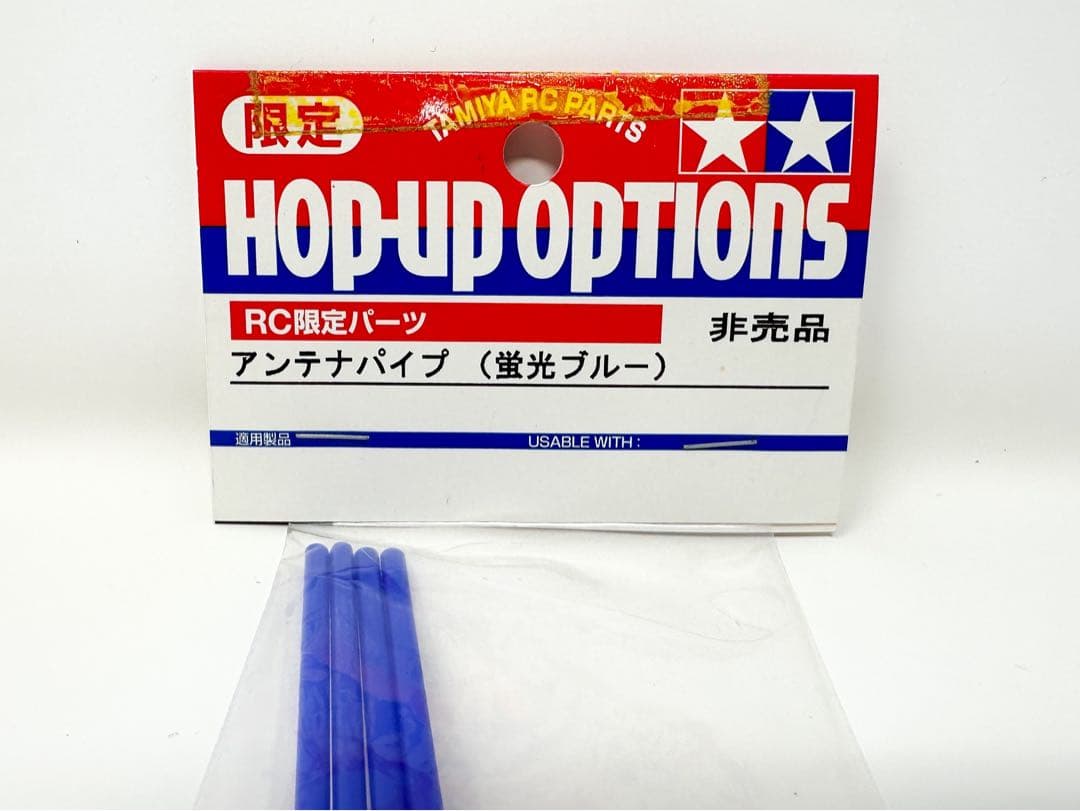 限定
TAMIYA RC PARTS
HOP-UP OPTIONS
RC限定パーツ
非売品
アンテナパイプ （蛍光ブルー）
適用製品
USABLE WITH :